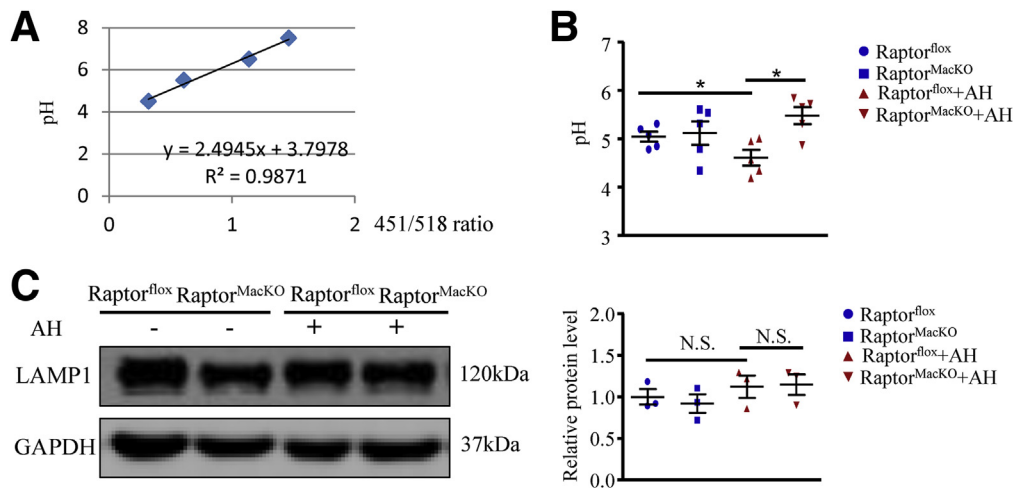 A
8
6
4
2
0
pH
y = 2.4945x + 3.7978
R² = 0.9871
0 1 2 451/518 ratio
B
7
6
5
4
3
pH
* *
Raptorflox
RaptorMacKO
Raptorflox+AH
RaptorMacKO+AH
C
Raptorflox RaptorMacKO Raptorflox RaptorMacKO
AH - - + +
LAMP1 120kDa
GAPDH 37kDa
2.0
1.5
1.0
0.5
0.0
Relative protein level
N.S. N.S.
Raptorflox
RaptorMacKO
Raptorflox+AH
RaptorMacKO+AH